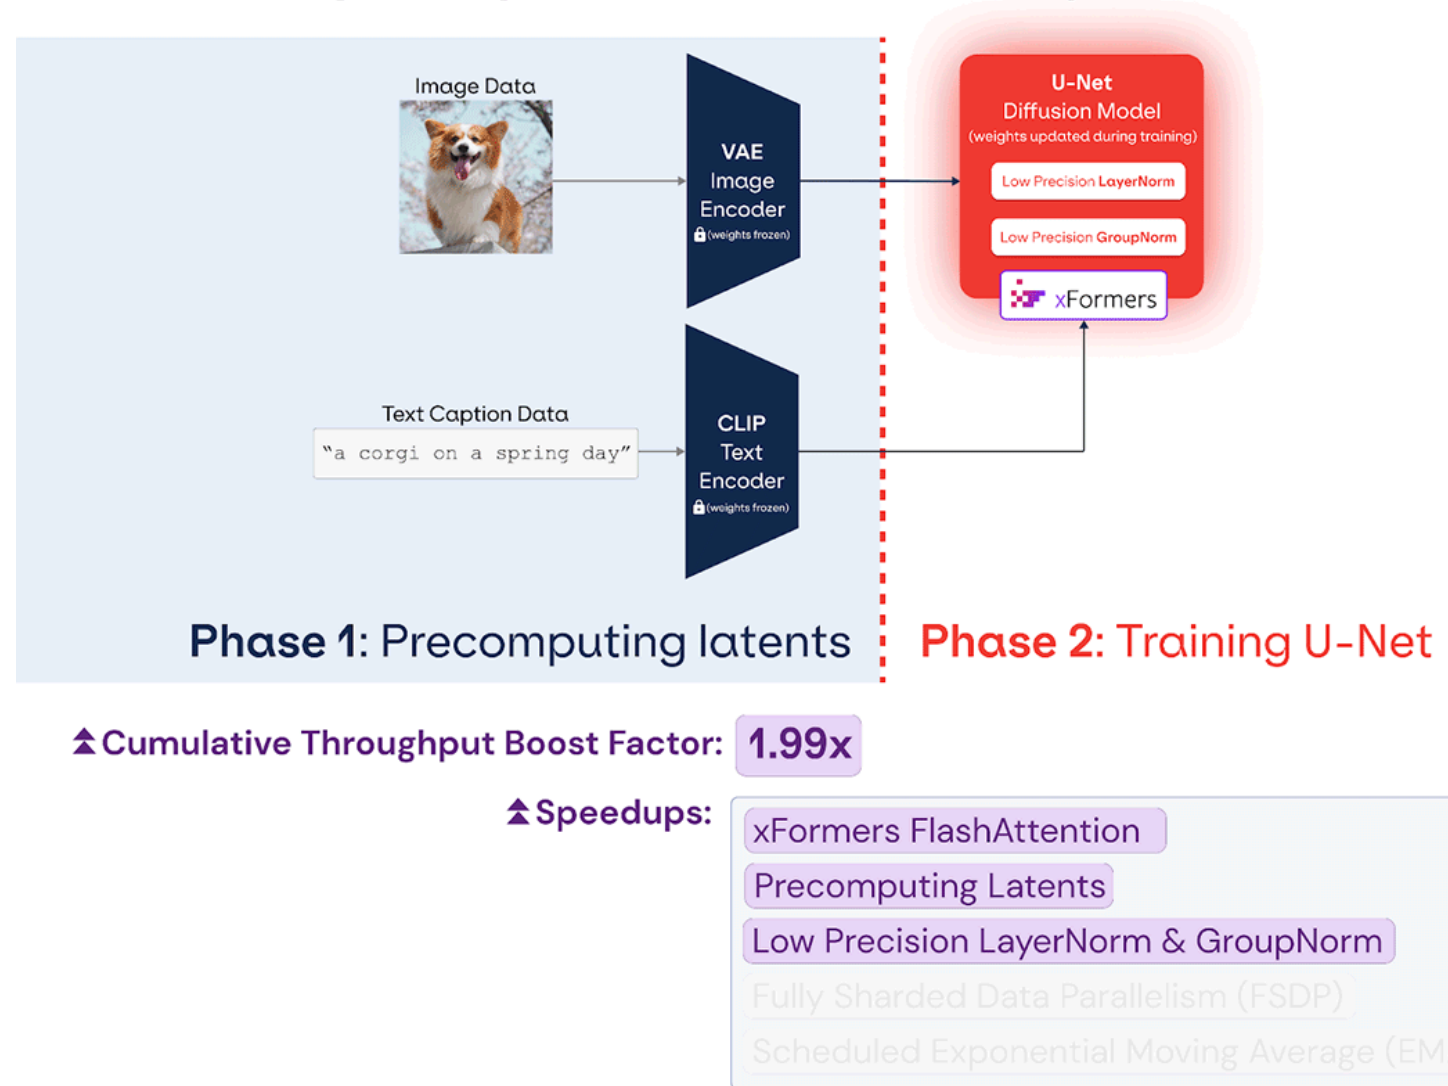 Image Data
VAE
Image
Encoder
(weights frozen)
U-Net
Diffusion Model
(weights updated during training)
Low Precision LayerNorm
Low Precision GroupNorm
xFormers
Text Caption Data
“a corgi on a spring day”
CLIP
Text
Encoder
(weights frozen)
Phase 1: Precomputing latents
Phase 2: Training U-Net
Cumulative Throughput Boost Factor: 1.99x
Speedups:
xFormers FlashAttention
Precomputing Latents
Low Precision LayerNorm & GroupNorm
Fully Sharded Data Parallelism (FSDP)
Scheduled Exponential Moving Average (EM